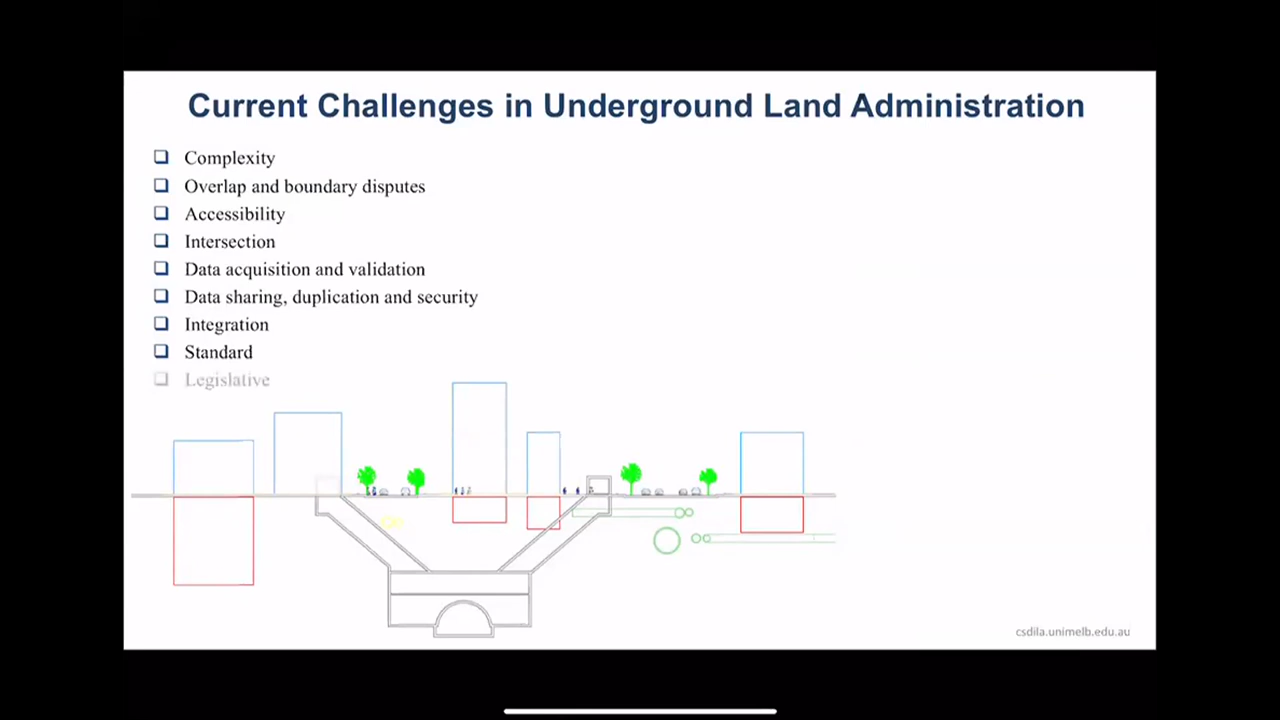 Current Challenges in Underground Land Administration
Complexity
Overlap and boundary disputes
Accessibility
Intersection
Data acquisition and validation
Data sharing, duplication and security
Integration
Standard
Legislative
csdila.unimelb.edu.au